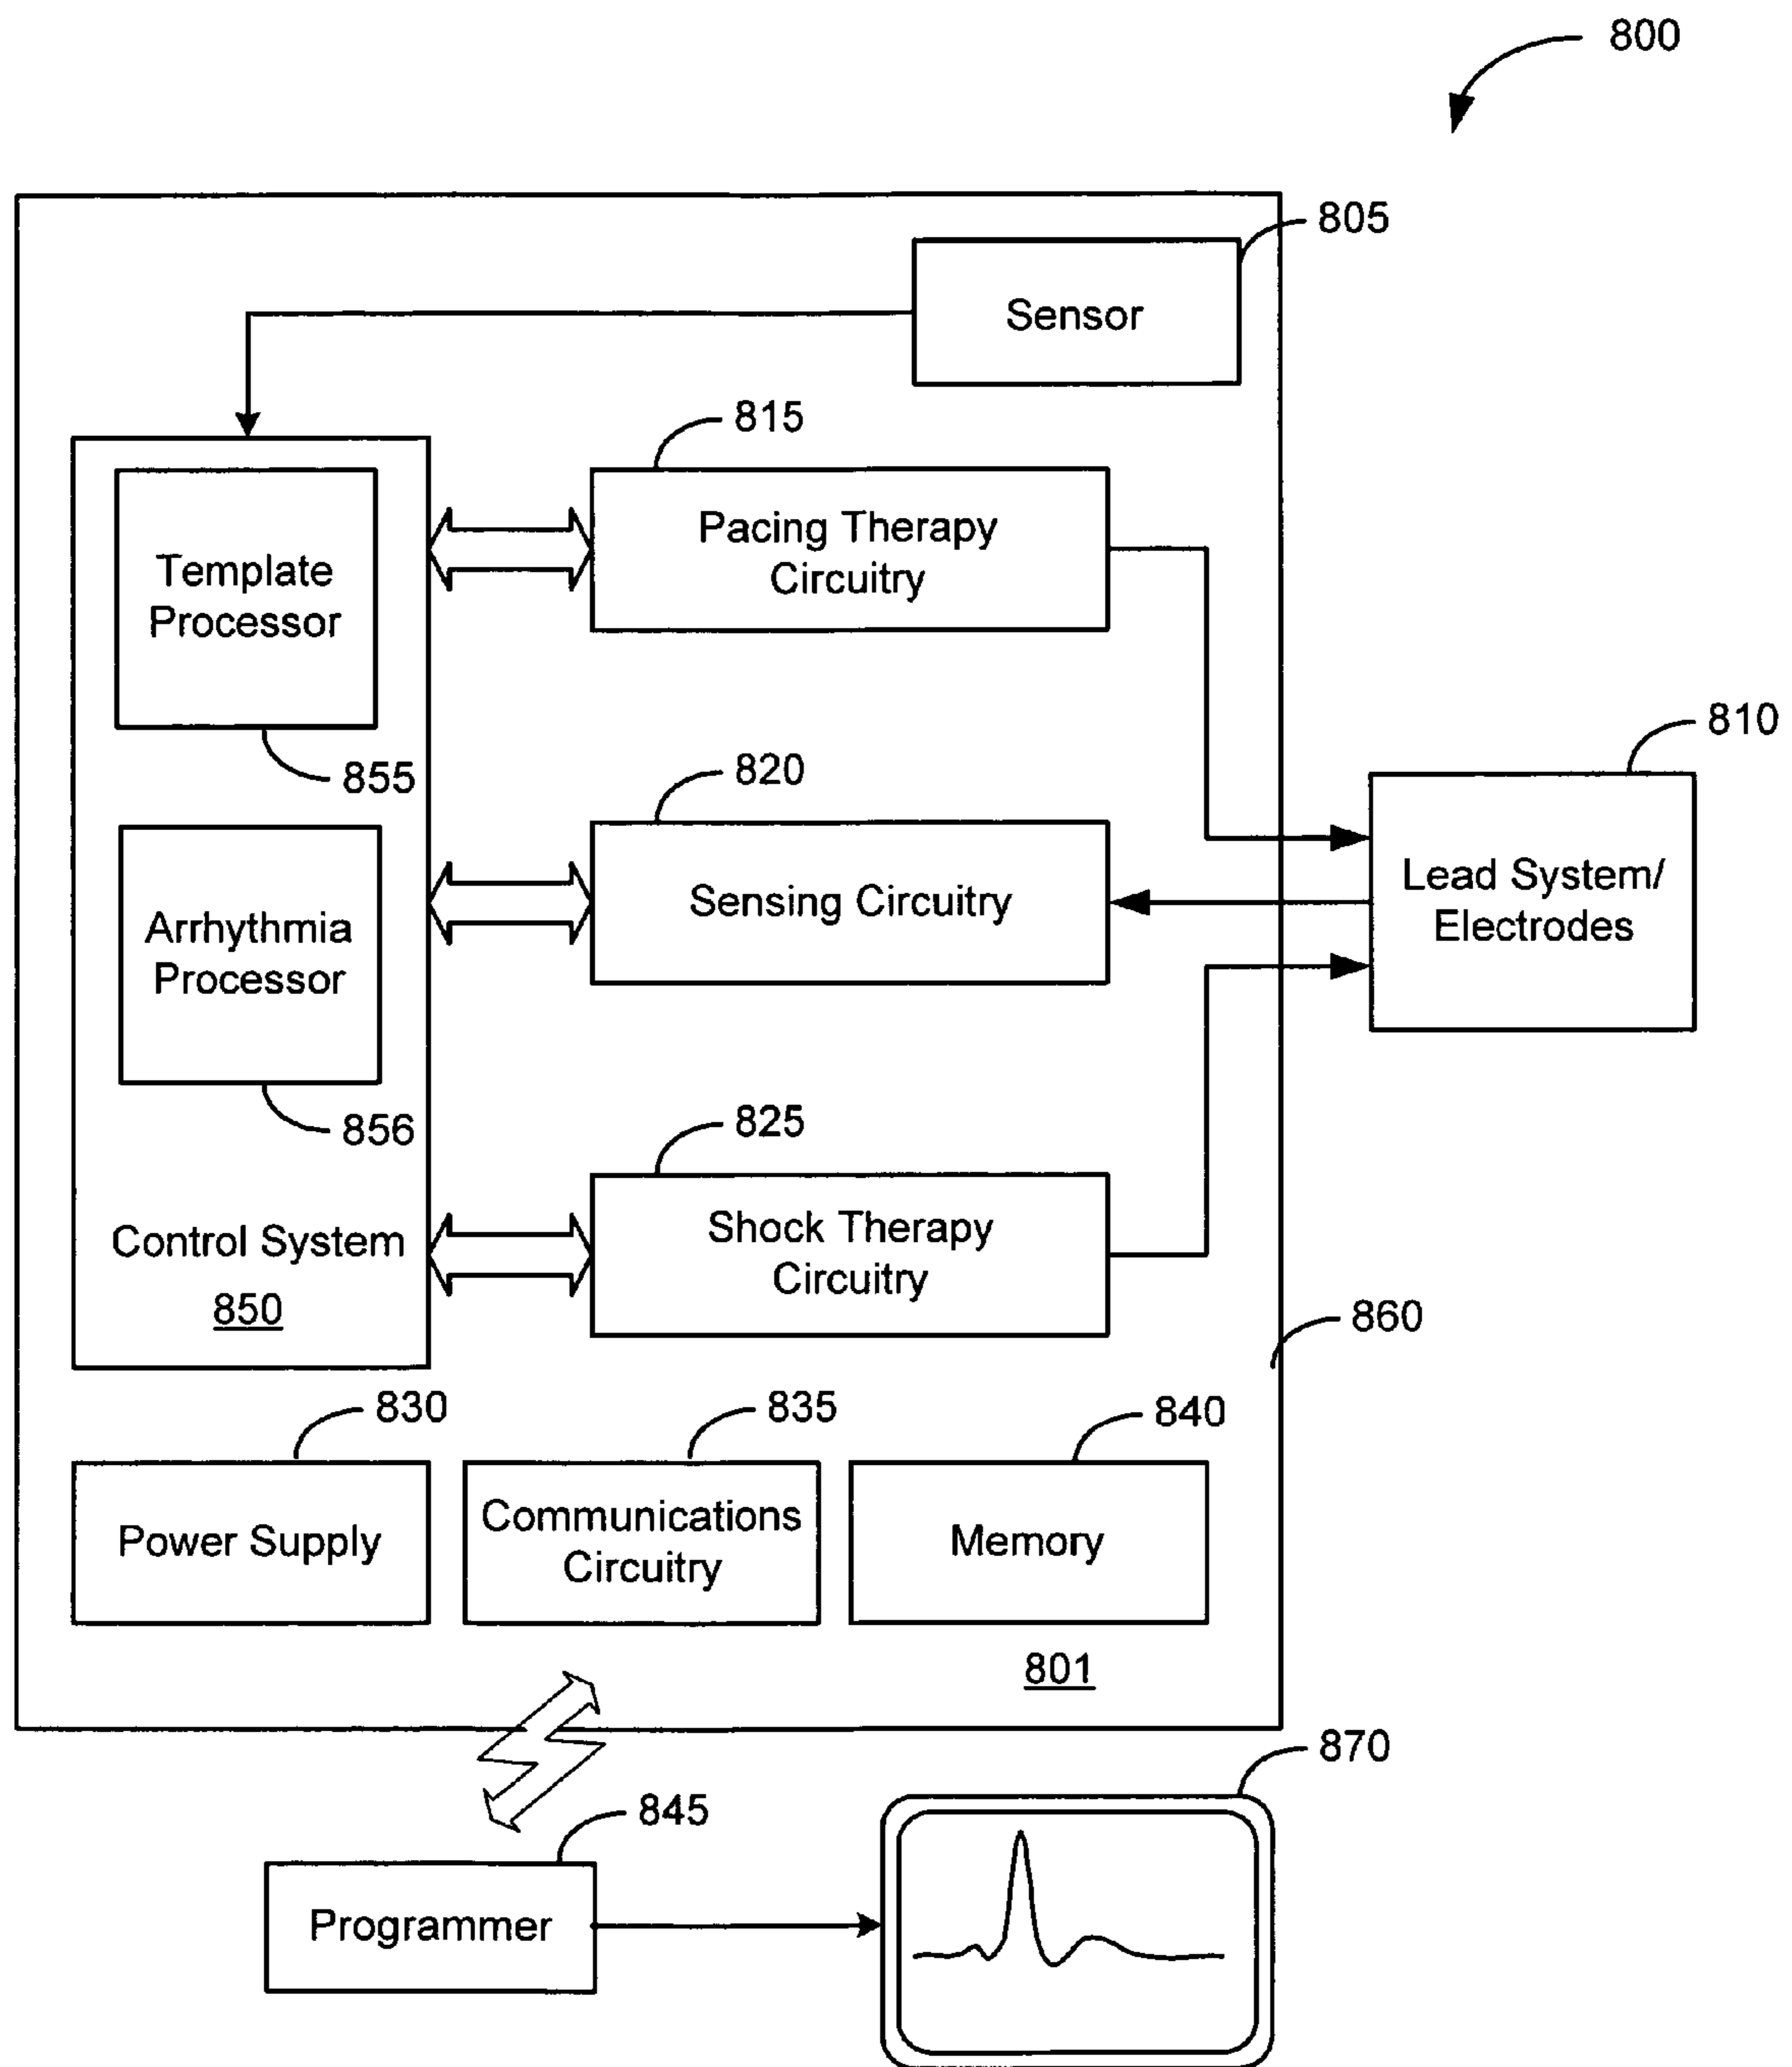 800
805
Sensor
815
Pacing Therapy
Circuitry
Template
Processor
855
810
820
Lead System/
Electrodes
Sensing Circuitry
Arrhythmia
Processor
856
825
Shock Therapy
Circuitry
Control System
850
860
830
835
840
Power Supply
Communications
Circuitry
Memory
801
870
845
Programmer